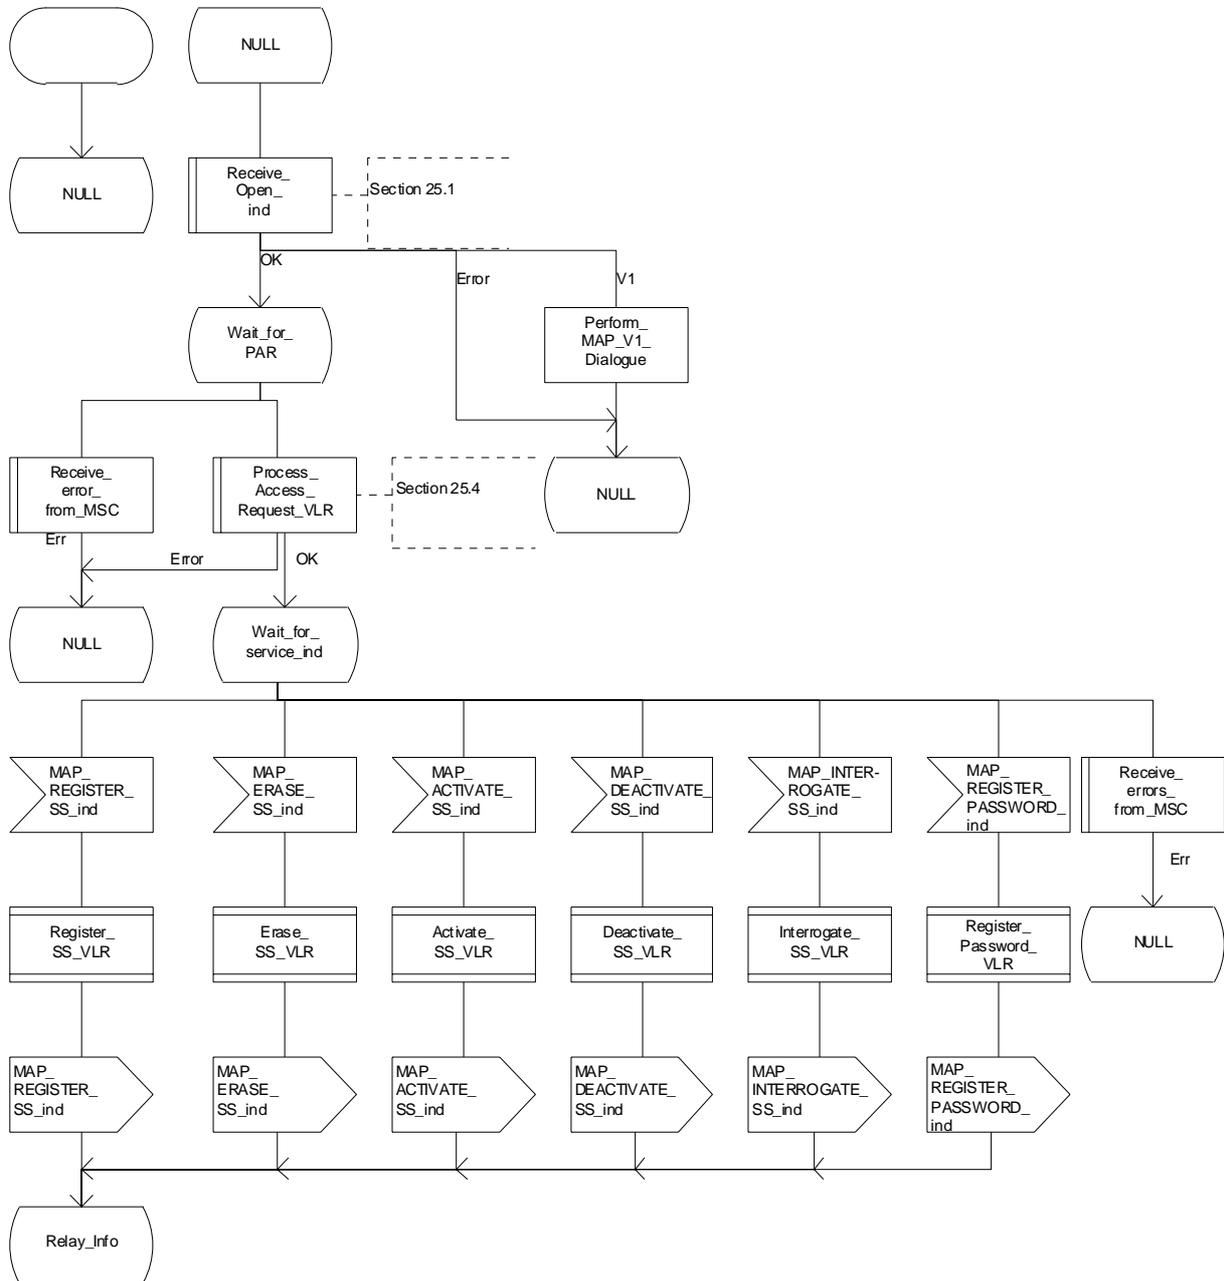 NULL
NULL
Receive_
Open_
ind
Section 25.1
OK
Error
V1
Wait_for_
PAR
Perform_
MAP_V1_
Dialogue
Receive_
error_
from_MSC
Process_
Access_
Request_VLR
Section 25.4
NULL
Err
Error
OK
NULL
Wait_for_
service_ind
MAP_
REGISTER_
SS_ind
MAP_
ERASE_
SS_ind
MAP_
ACTIVATE_
SS_ind
MAP_
DEACTIVATE_
SS_ind
MAP_INTER-
ROGATE_
SS_ind
MAP_
REGISTER_
PASSWORD_
ind
Receive_
errors_
from_MSC
Err
Register_
SS_VLR
Erase_
SS_VLR
Activate_
SS_VLR
Deactivate_
SS_VLR
Interrogate_
SS_VLR
Register_
Password_
VLR
NULL
MAP_
REGISTER_
SS_ind
MAP_
ERASE_
SS_ind
MAP_
ACTIVATE_
SS_ind
MAP_
DEACTIVATE_
SS_ind
MAP_
INTERROGATE_
SS_ind
MAP_
REGISTER_
PASSWORD_
ind
Relay_Info